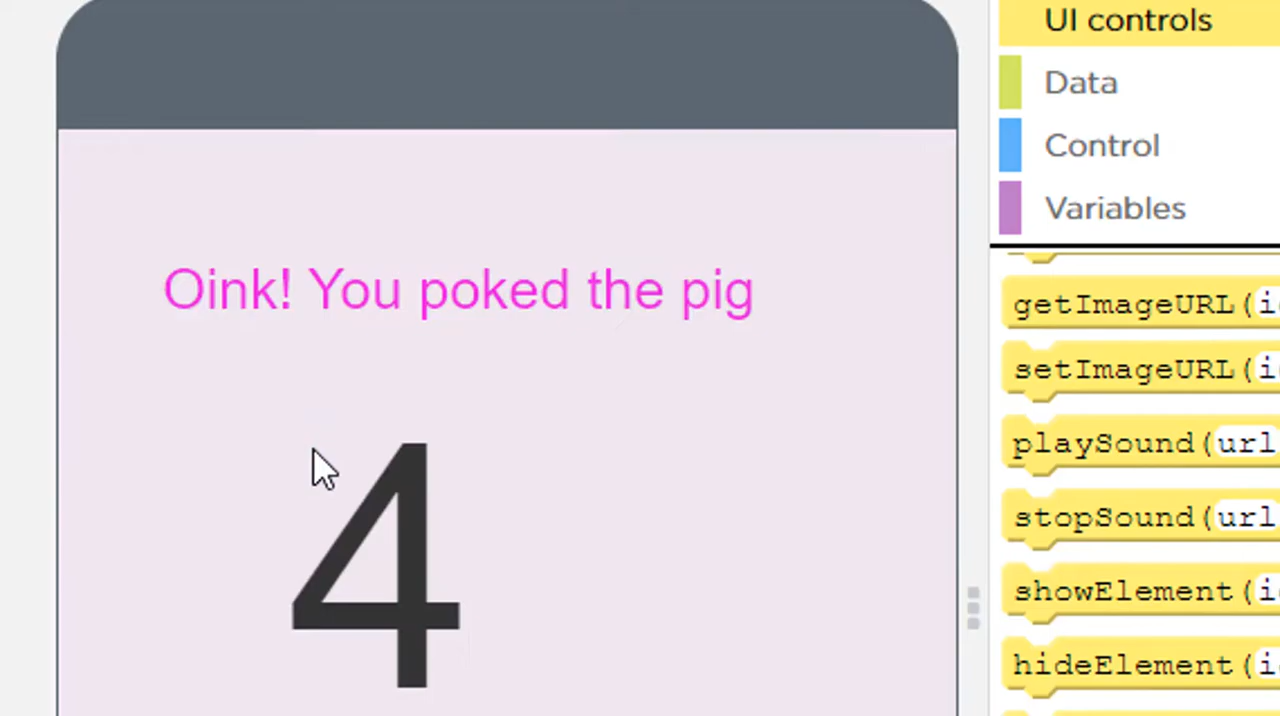 UI controls
Data
Control
Variables
Oink! You poked the pig
4
getImageURL(i
setImageURL(i
playSound(url
stopSound(url
showElement(i
hideElement(i